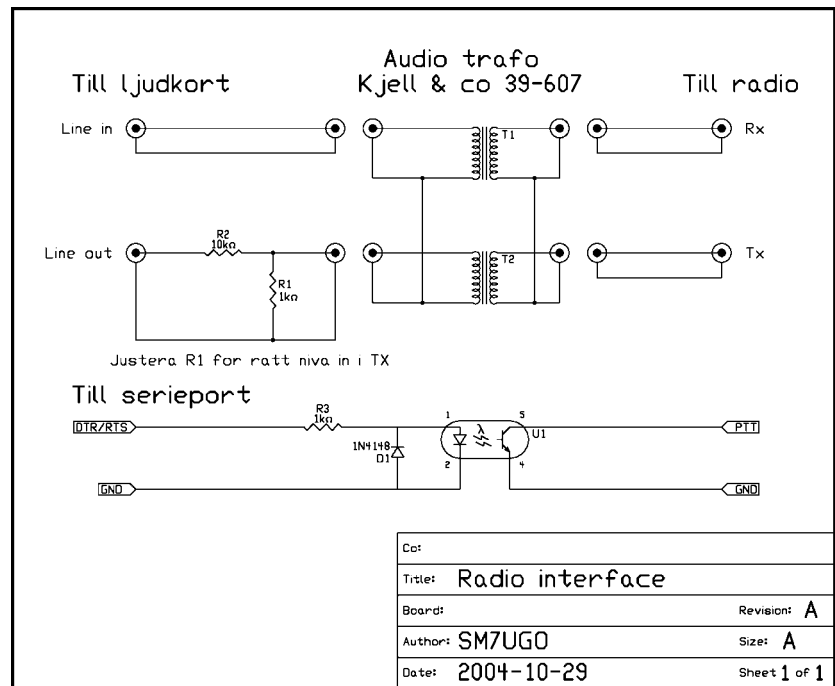 Audio trafo
Till ljudkort
Kjell & co 39-607
Till radio
Line in
T1
Rx
Line out
R2
10kΩ
R1
1kΩ
T2
Tx
Justera R1 for ratt niva in i TX
Till serieport
DTR/RTS
R3
1kΩ
1N4148
D1
1
5
λ
U1
2
4
PTT
GND
GND
Co:
Title: Radio interface
Board:
Revision: A
Author: SM7UGO
Size: A
Date: 2004-10-29
Sheet 1 of 1